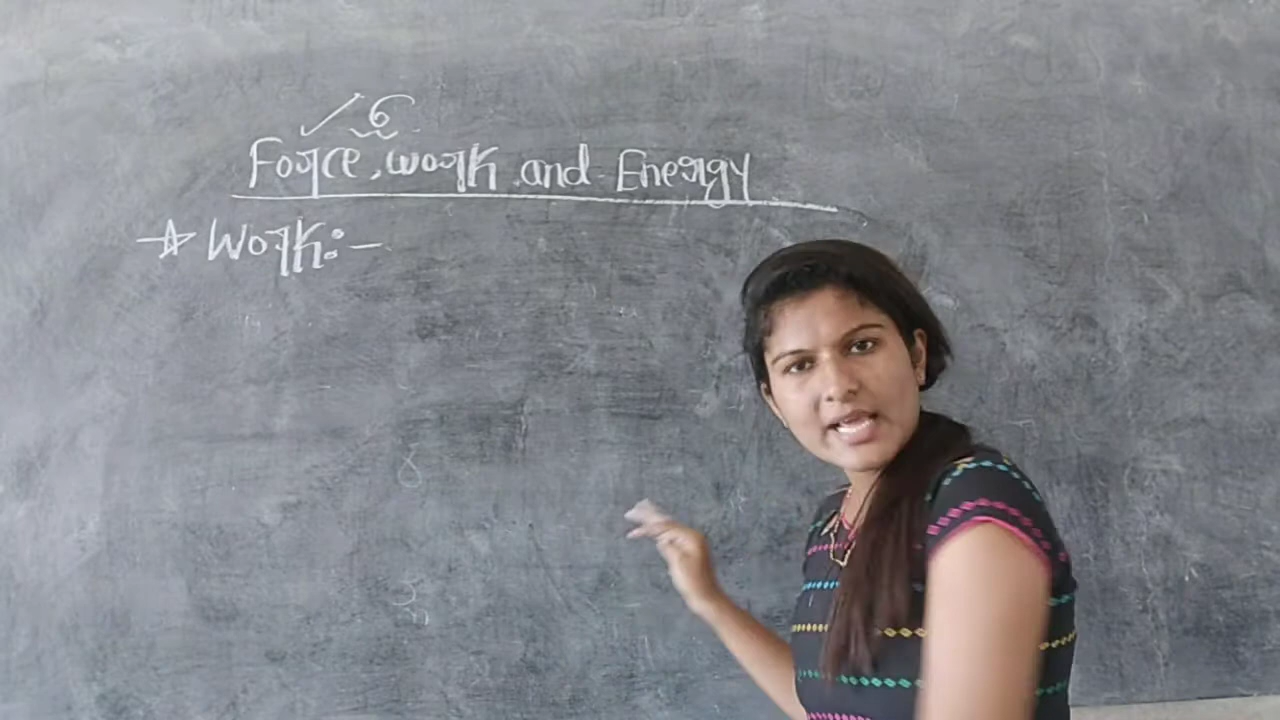 Force, work and Energy
☆ Work:-